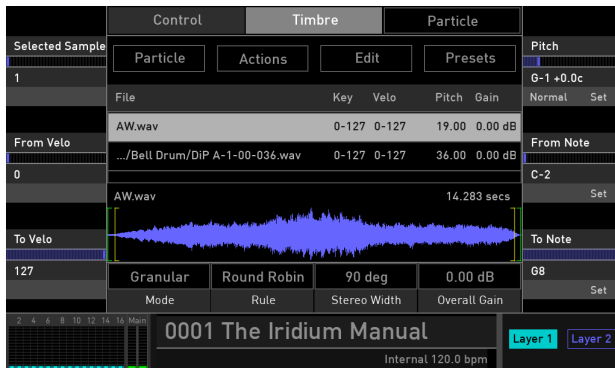 Control Timbre Particle
Selected Sample
1
Particle Actions Edit Presets
Pitch
G-1 +0.0c
Normal Set
File Key Velo Pitch Gain
AW.wav 0-127 0-127 19.00 0.00 dB
.../Bell Drum/DiP A-1-00-036.wav 0-127 0-127 36.00 0.00 dB
From Velo
0
From Note
C-2
Set
AW.wav 14.283 secs
To Velo
127
To Note
G8
Set
Granular Round Robin 90 deg 0.00 dB
Mode Rule Stereo Width Overall Gain
2 4 6 8 10 12 14 16 Main
0001 The Iridium Manual
Internal 120.0 bpm
Layer 1 Layer 2